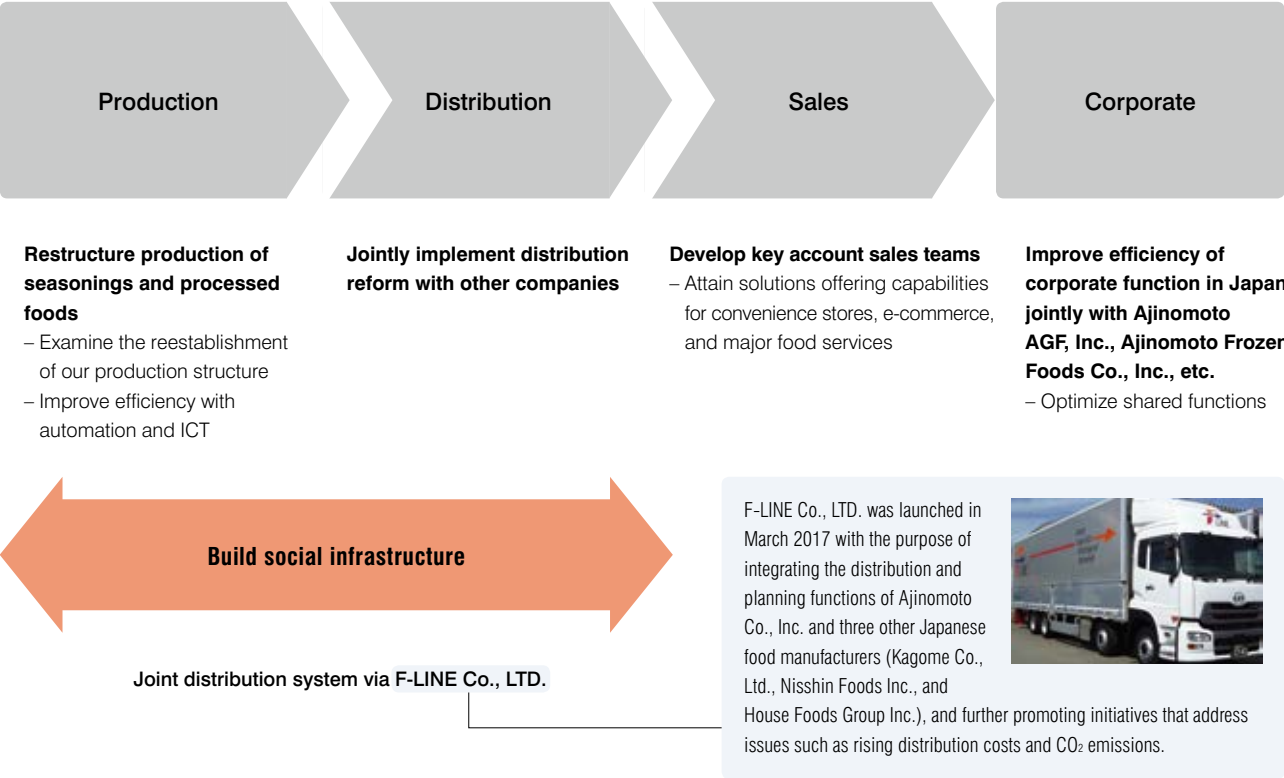 Production
Distribution
Sales
Corporate
Restructure production of
seasonings and processed
foods
– Examine the reestablishment
of our production structure
– Improve efficiency with
automation and ICT
Jointly implement distribution
reform with other companies
Develop key account sales teams
– Attain solutions offering capabilities
for convenience stores, e-commerce,
and major food services
Improve efficiency of
corporate function in Japan
jointly with Ajinomoto
AGF, Inc., Ajinomoto Frozen
Foods Co., Inc., etc.
– Optimize shared functions
Build social infrastructure
Joint distribution system via F-LINE Co., LTD.
F-LINE Co., LTD. was launched in
March 2017 with the purpose of
integrating the distribution and
planning functions of Ajinomoto
Co., Inc. and three other Japanese
food manufacturers (Kagome Co.,
Ltd., Nisshin Foods Inc., and
House Foods Group Inc.), and further promoting initiatives that address
issues such as rising distribution costs and CO₂ emissions.